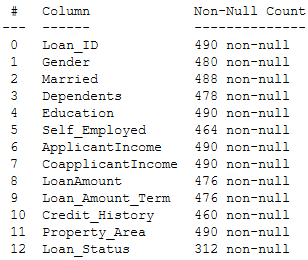 #   Column             Non-Null Count
---  ------             --------------
0   Loan_ID            490 non-null
1   Gender             480 non-null
2   Married            488 non-null
3   Dependents         478 non-null
4   Education          490 non-null
5   Self_Employed      464 non-null
6   ApplicantIncome    490 non-null
7   CoapplicantIncome  490 non-null
8   LoanAmount         476 non-null
9   Loan_Amount_Term   476 non-null
10  Credit_History     460 non-null
11  Property_Area      490 non-null
12  Loan_Status        312 non-null